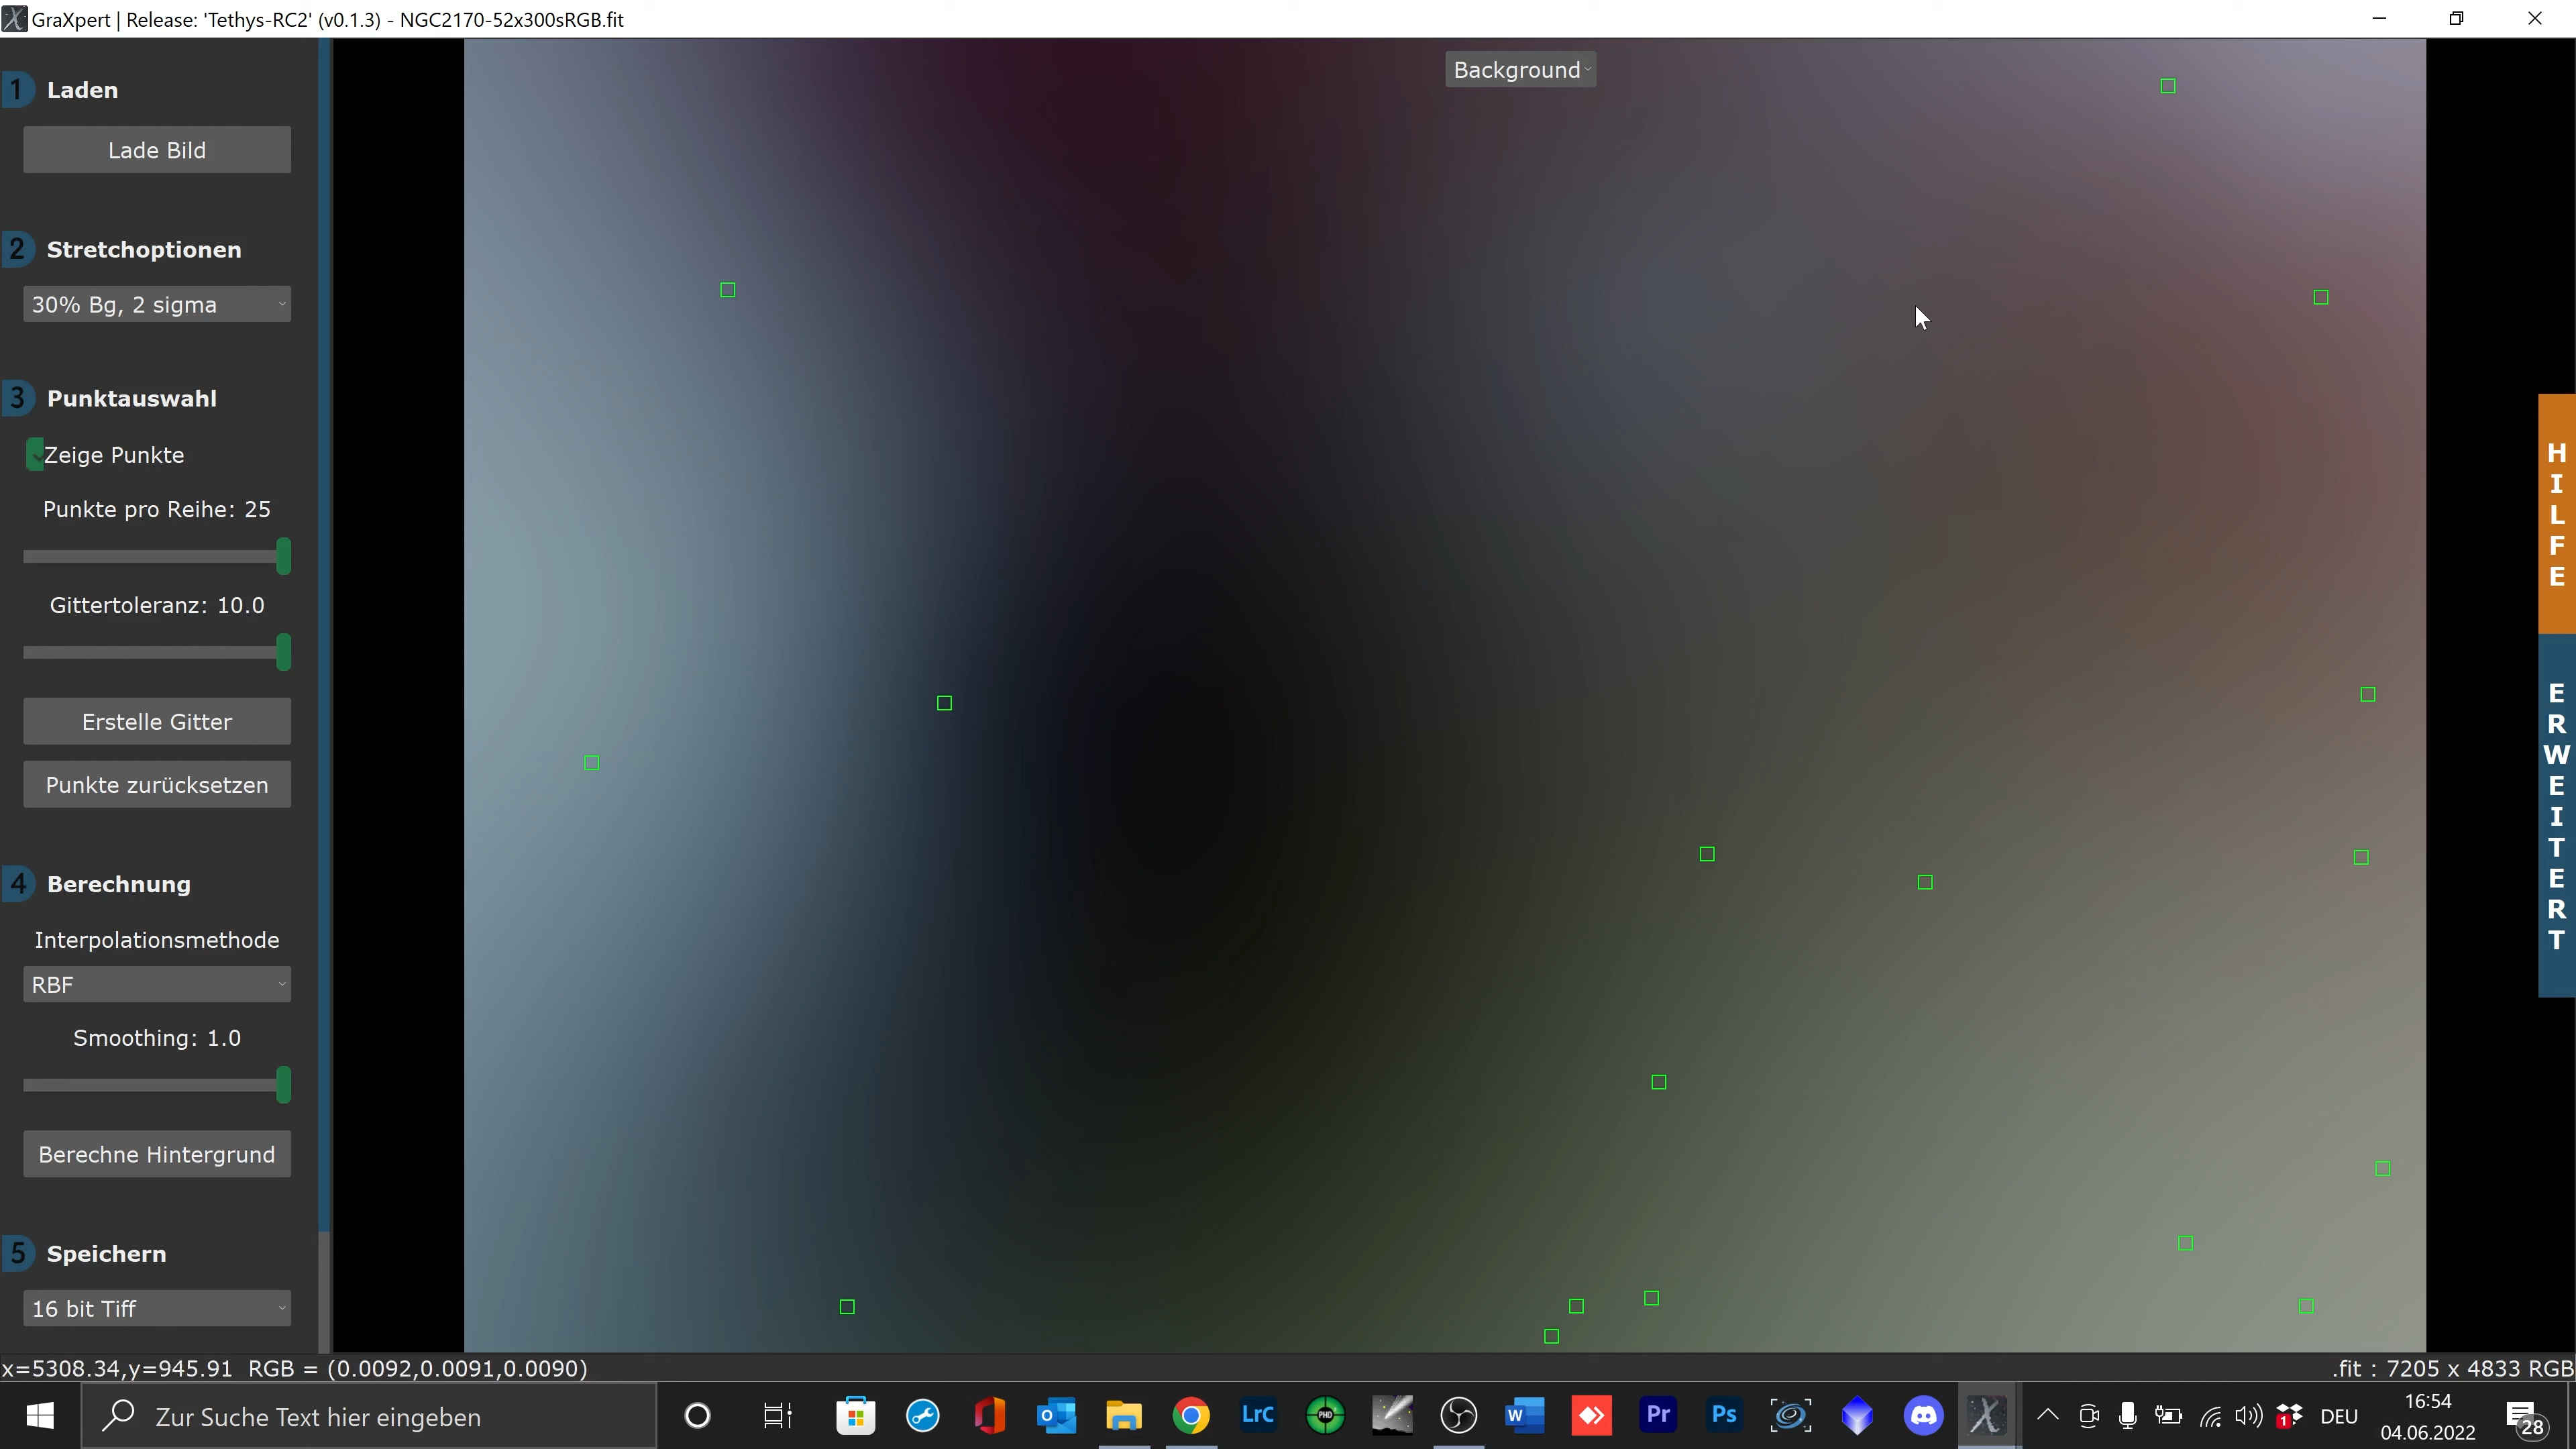 GraXpert | Release: 'Tethys-RC2' (v0.1.3) - NGC2170-52x300sRGB.fit
1 Laden
Lade Bild
2 Stretchoptionen
30% Bg, 2 sigma
3 Punktauswahl
Zeige Punkte
Punkte pro Reihe: 25
Gittertoleranz: 10.0
Erstelle Gitter
Punkte zurücksetzen
4 Berechnung
Interpolationsmethode
RBF
Smoothing: 1.0
Berechne Hintergrund
5 Speichern
16 bit Tiff
Background
HILFE
ERWEITERT
x=5308.34,y=945.91 RGB = (0.0092,0.0091,0.0090)
.fit : 7205 x 4833 RGB
Zur Suche Text hier eingeben
LrC
PHD
Pr
Ps
1
DEU
16:54
04.06.2022
28